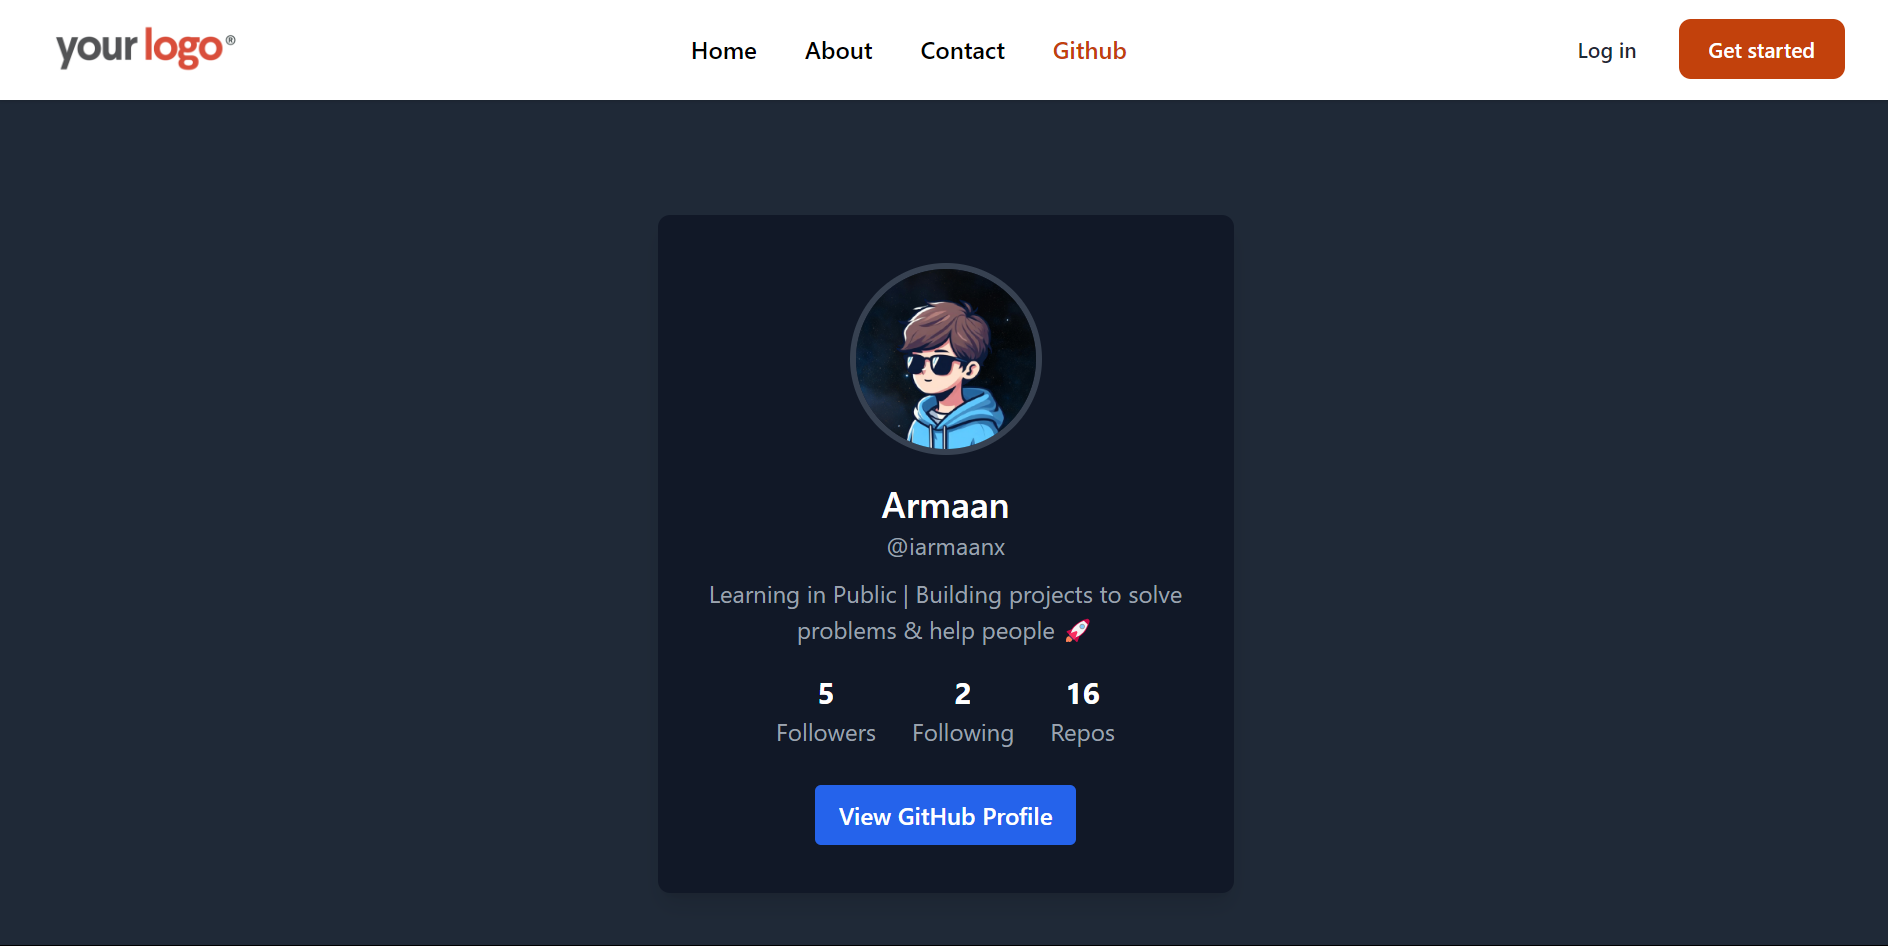 your logo®
Home About Contact Github
Log in Get started
Armaan
@iarmaanx
Learning in Public | Building projects to solve
problems & help people 🚀
5 2 16
Followers Following Repos
View GitHub Profile